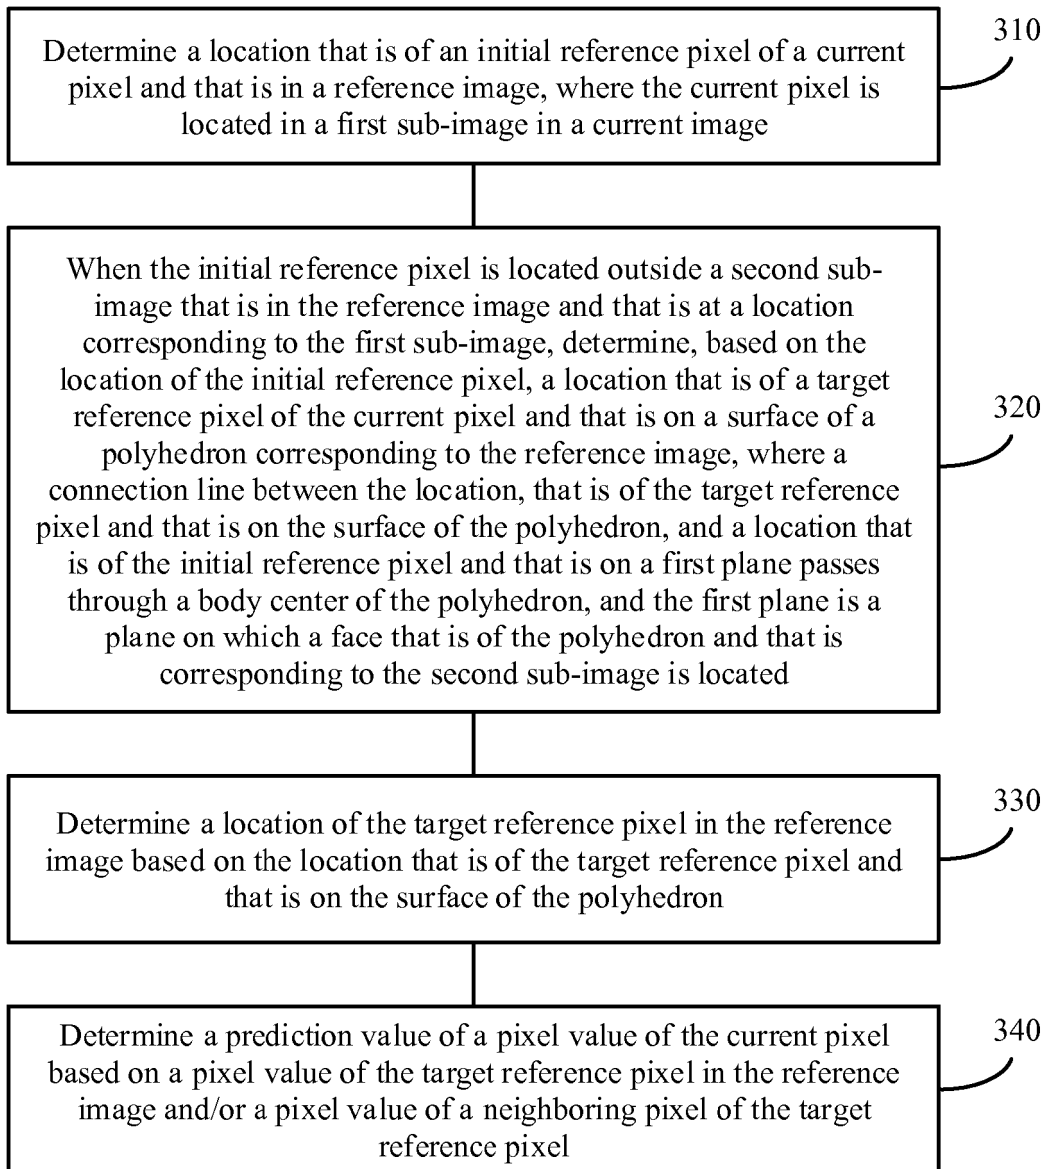 Determine a location that is of an initial reference pixel of a current
pixel and that is in a reference image, where the current pixel is
located in a first sub-image in a current image
310
When the initial reference pixel is located outside a second sub-
image that is in the reference image and that is at a location
corresponding to the first sub-image, determine, based on the
location of the initial reference pixel, a location that is of a target
reference pixel of the current pixel and that is on a surface of a
polyhedron corresponding to the reference image, where a
connection line between the location, that is of the target reference
pixel and that is on the surface of the polyhedron, and a location that
is of the initial reference pixel and that is on a first plane passes
through a body center of the polyhedron, and the first plane is a
plane on which a face that is of the polyhedron and that is
corresponding to the second sub-image is located
320
Determine a location of the target reference pixel in the reference
image based on the location that is of the target reference pixel and
that is on the surface of the polyhedron
330
Determine a prediction value of a pixel value of the current pixel
based on a pixel value of the target reference pixel in the reference
image and/or a pixel value of a neighboring pixel of the target
reference pixel
340